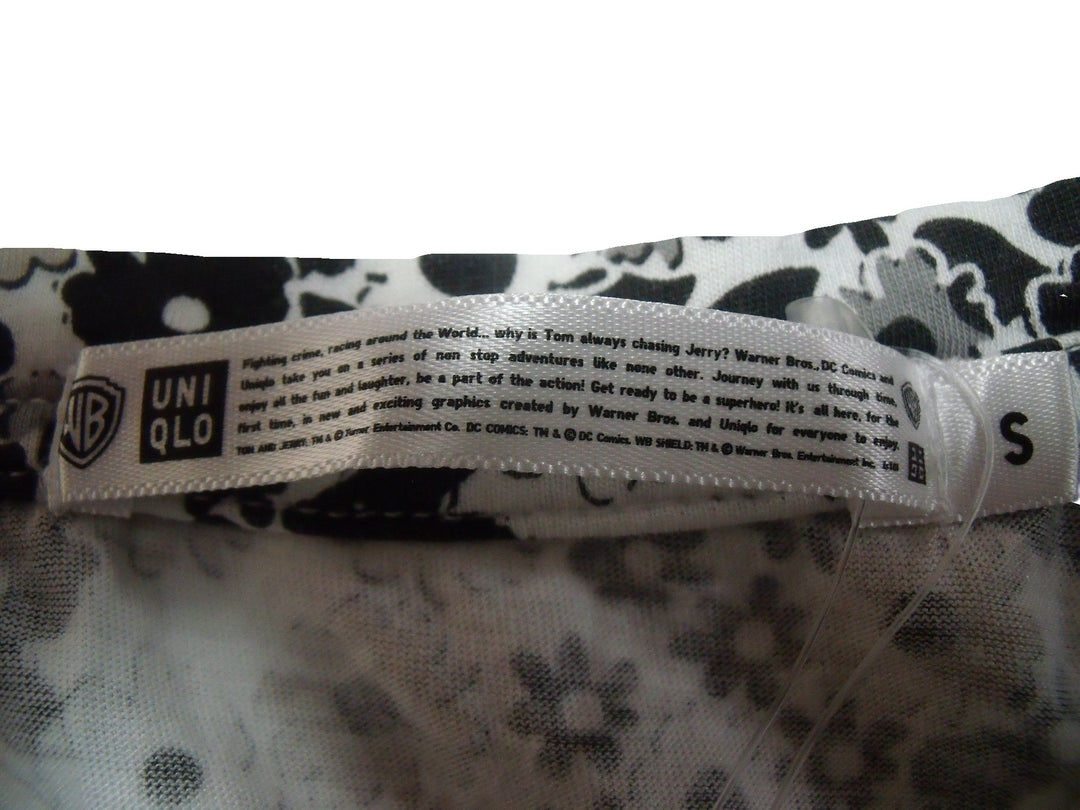 WB
UNI
QLO
Fighting crime, racing around the World... why is Tom always chasing Jerry? Warner Bros., DC Comics and
Uniqlo take you on a series of non stop adventures like none other. Journey with us through time,
enjoy all the fun and laughter, be a part of the action! Get ready to be a superhero! It's all here, for the
first time, in new and exciting graphics created by Warner Bros. and Uniqlo for everyone to enjoy.
TOM AND JERRY: TM & © Turner Entertainment Co. DC COMICS: TM & © DC Comics. WB SHIELD: TM & © Warner Bros. Entertainment Inc.
S